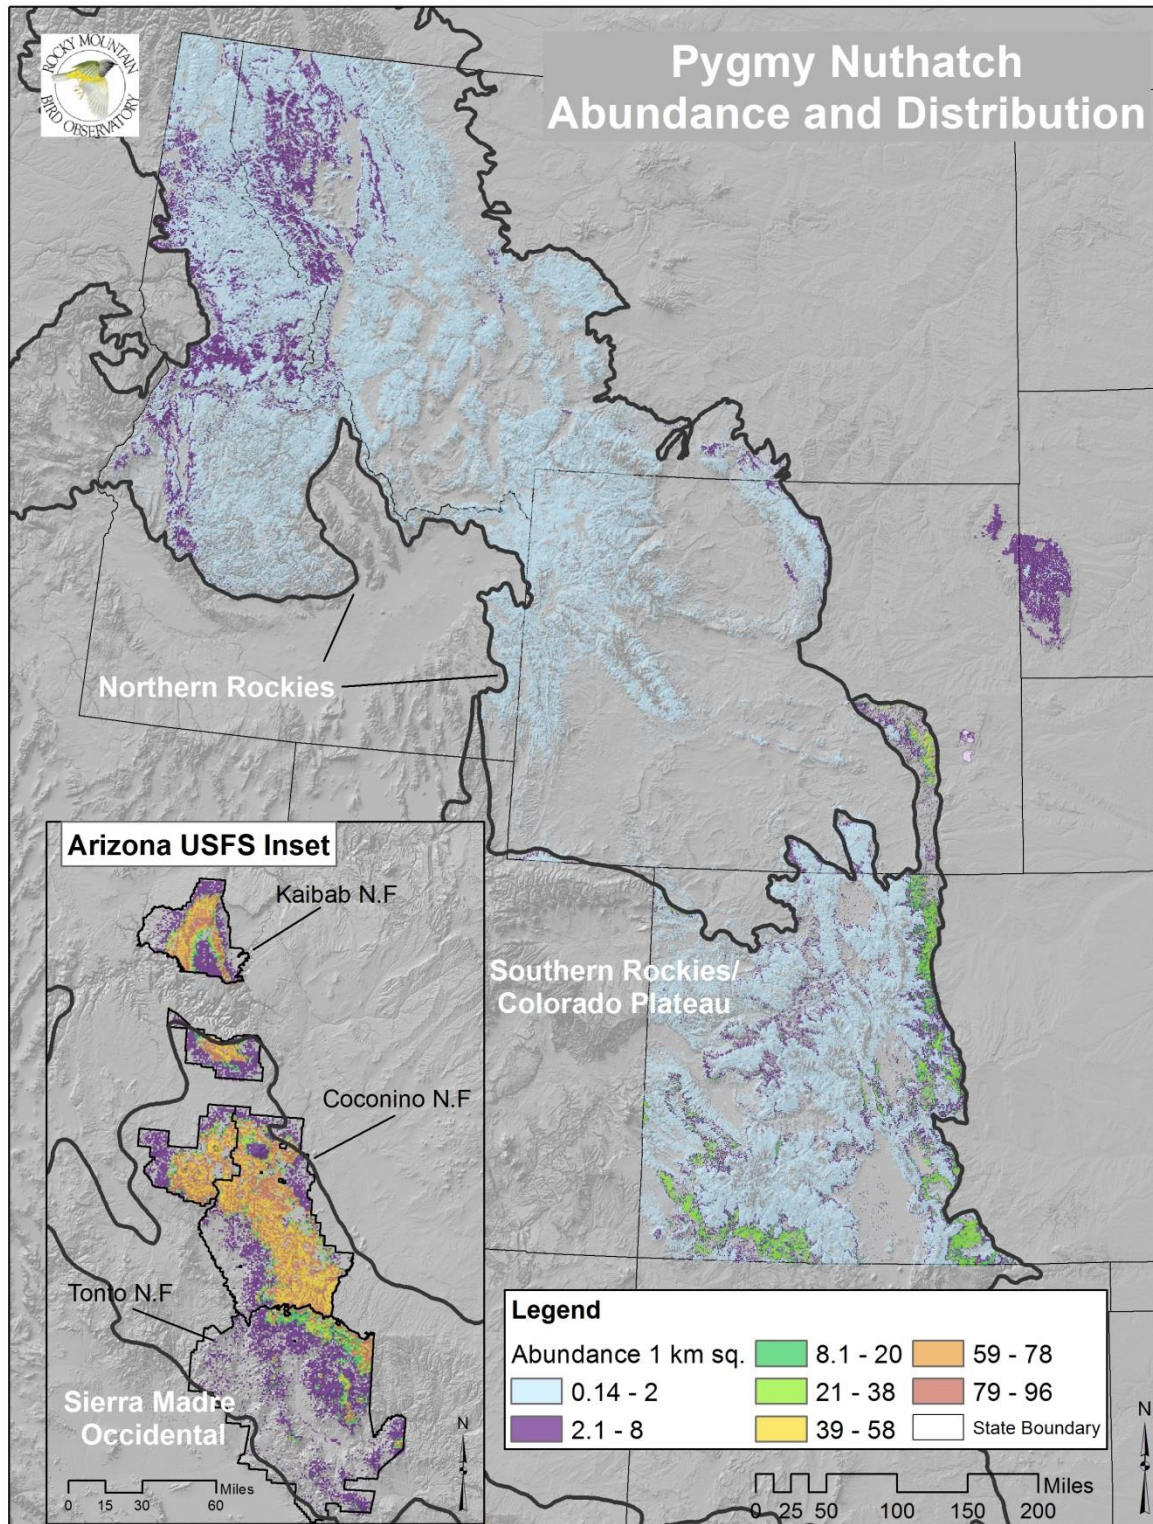 ROCKY MOUNTAIN
BIRD OBSERVATORY
Pygmy Nuthatch
Abundance and Distribution
Northern Rockies
Arizona USFS Inset
Kaibab N.F
Southern Rockies/
Colorado Plateau
Coconino N.F
Tonto N.F
Sierra Madre
Occidental
N
Miles
0 15 30 60
Legend
Abundance 1 km sq.
0.14 - 2
2.1 - 8
8.1 - 20
21 - 38
39 - 58
59 - 78
79 - 96
State Boundary
N
Miles
0 25 50 100 150 200